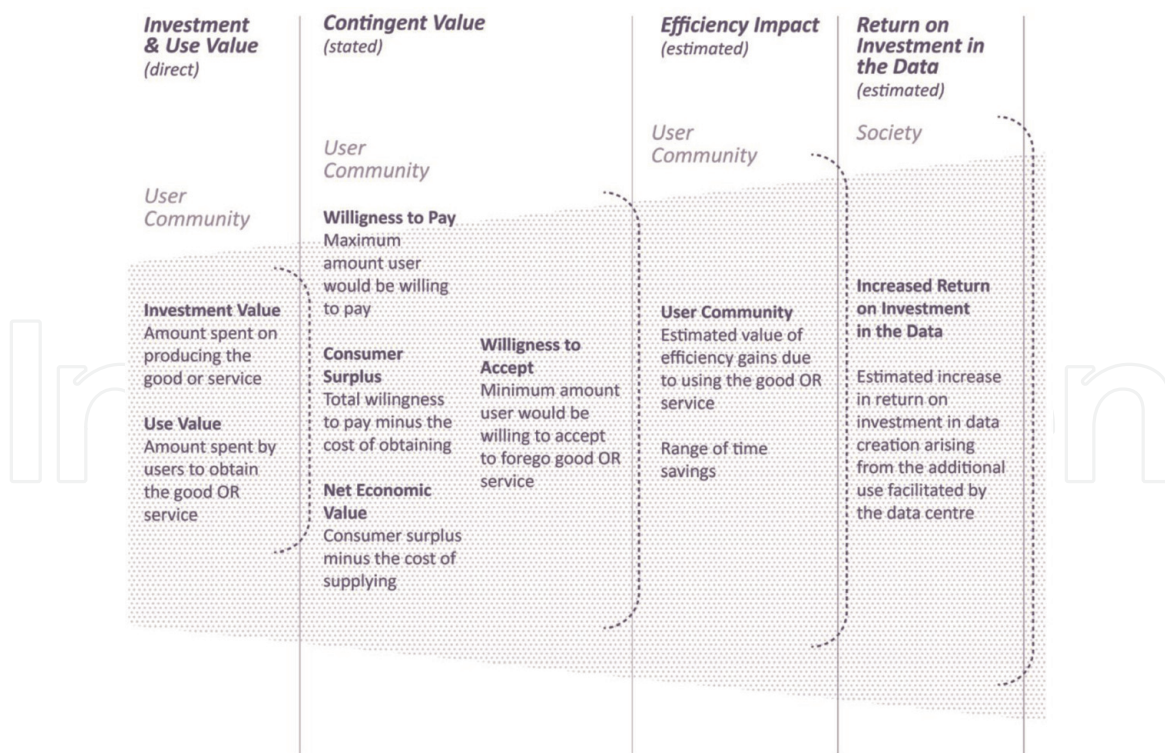 Investment
& Use Value
(direct)
User
Community
Investment Value
Amount spent on
producing the
good or service
Use Value
Amount spent by
users to obtain
the good OR
service
Contingent Value
(stated)
User
Community
Willigness to Pay
Maximum
amount user
would be willing
to pay
Consumer
Surplus
Total wilingness
to pay minus the
cost of obtaining
Net Economic
Value
Consumer surplus
minus the cost of
supplying
Willigness to
Accept
Minimum amount
user would be
willing to accept
to forego good OR
service
Efficiency Impact
(estimated)
User
Community
User Community
Estimated value of
efficiency gains due
to using the good OR
service
Range of time
savings
Return on
Investment in
the Data
(estimated)
Society
Increased Return
on Investment
in the Data
Estimated increase
in return on
investment in data
creation arising
from the additional
use facilitated by
the data centre